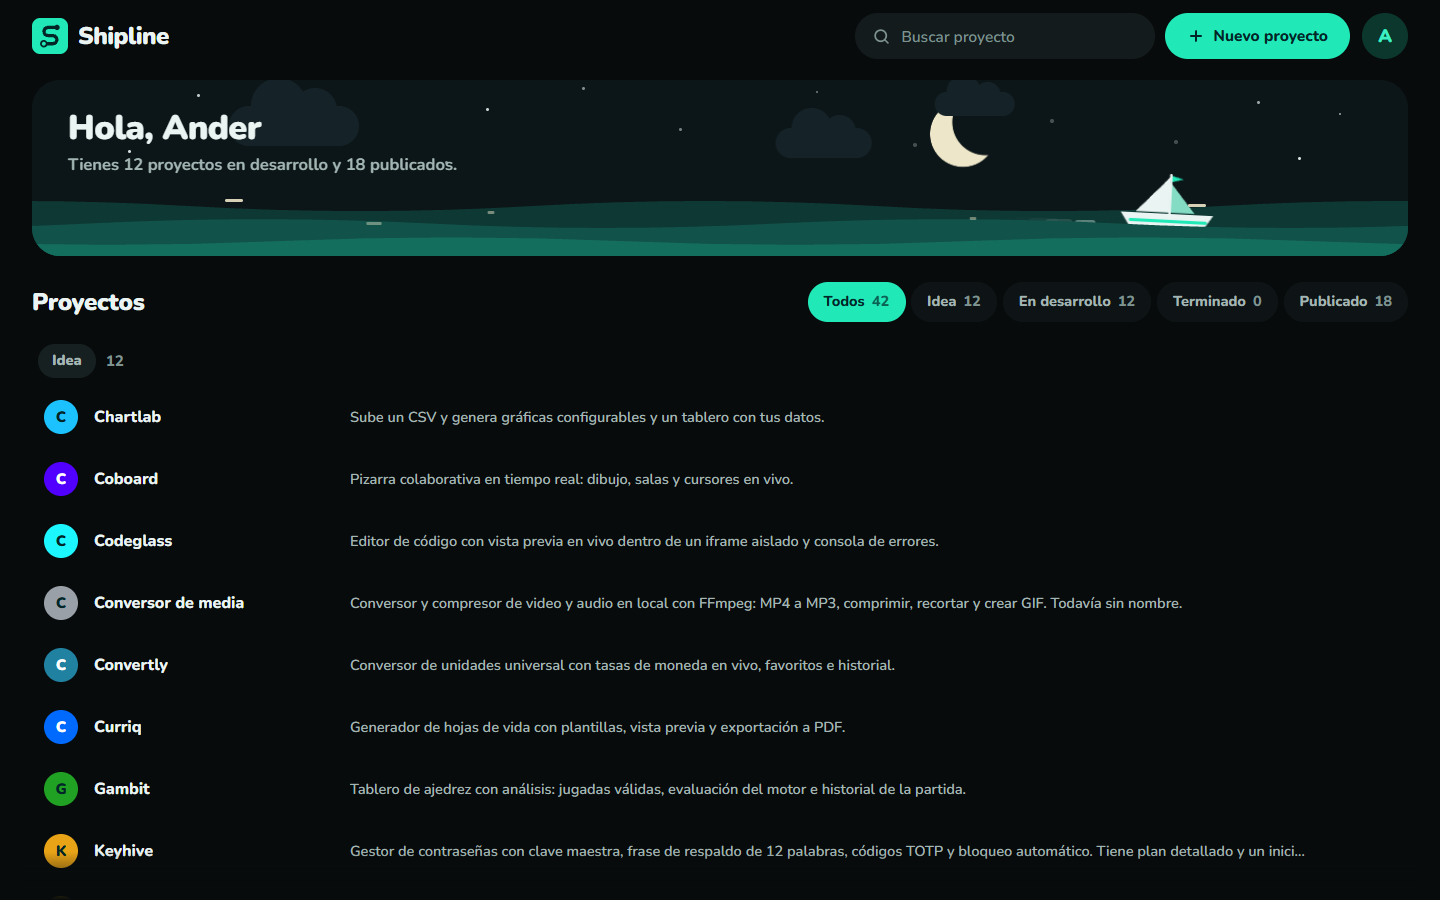 Shipline
Buscar proyecto
+ Nuevo proyecto
A
Hola, Ander
Tienes 12 proyectos en desarrollo y 18 publicados.
Proyectos
Todos 42
Idea 12
En desarrollo 12
Terminado 0
Publicado 18
Idea 12
C Chartlab Sube un CSV y genera gráficas configurables y un tablero con tus datos.
C Coboard Pizarra colaborativa en tiempo real: dibujo, salas y cursores en vivo.
C Codeglass Editor de código con vista previa en vivo dentro de un iframe aislado y consola de errores.
C Conversor de media Conversor y compresor de video y audio en local con FFmpeg: MP4 a MP3, comprimir, recortar y crear GIF. Todavía sin nombre.
C Convertly Conversor de unidades universal con tasas de moneda en vivo, favoritos e historial.
C Curriq Generador de hojas de vida con plantillas, vista previa y exportación a PDF.
G Gambit Tablero de ajedrez con análisis: jugadas válidas, evaluación del motor e historial de la partida.
K Keyhive Gestor de contraseñas con clave maestra, frase de respaldo de 12 palabras, códigos TOTP y bloqueo automático. Tiene plan detallado y un inici...